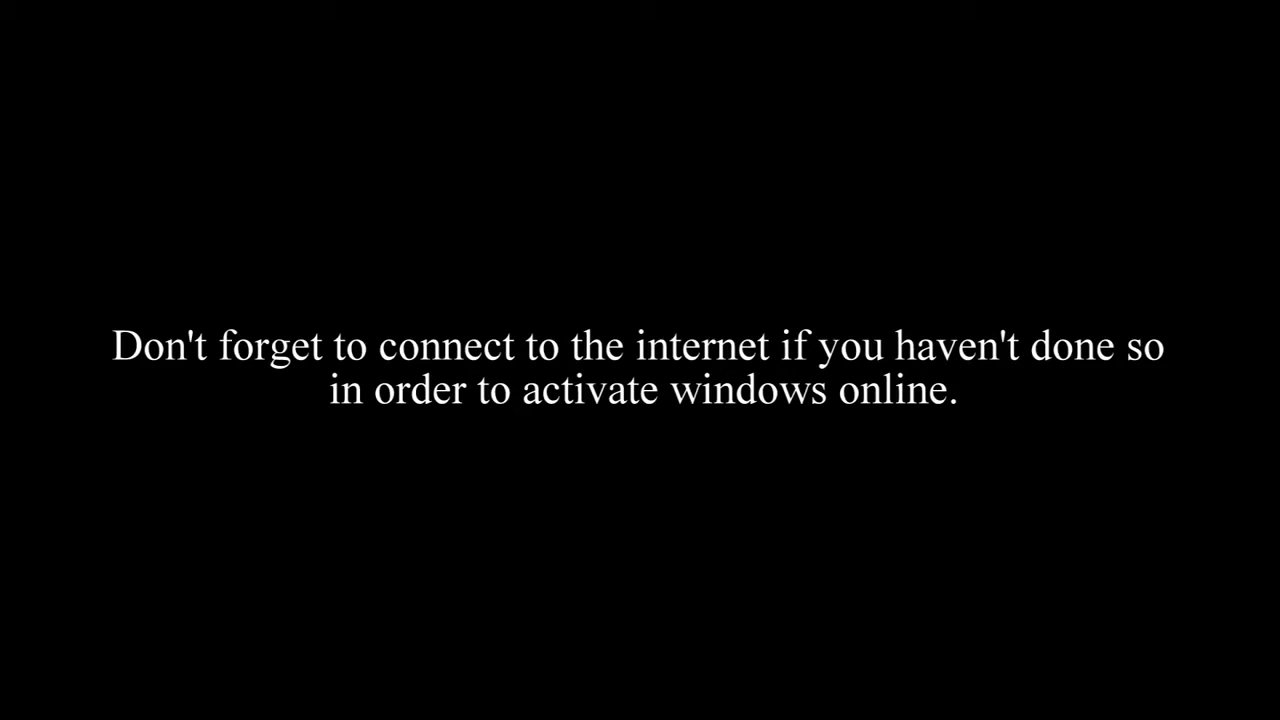 Don't forget to connect to the internet if you haven't done so
in order to activate windows online.